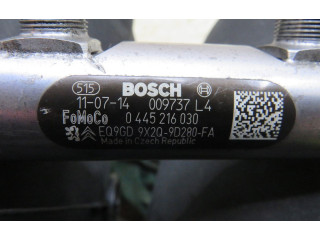 515 BOSCH
11-07-14 009737 L4
FoMoCo 0 445 216 030
EQ9GD 9X2Q-9D280-FA
Made in Czech Republic